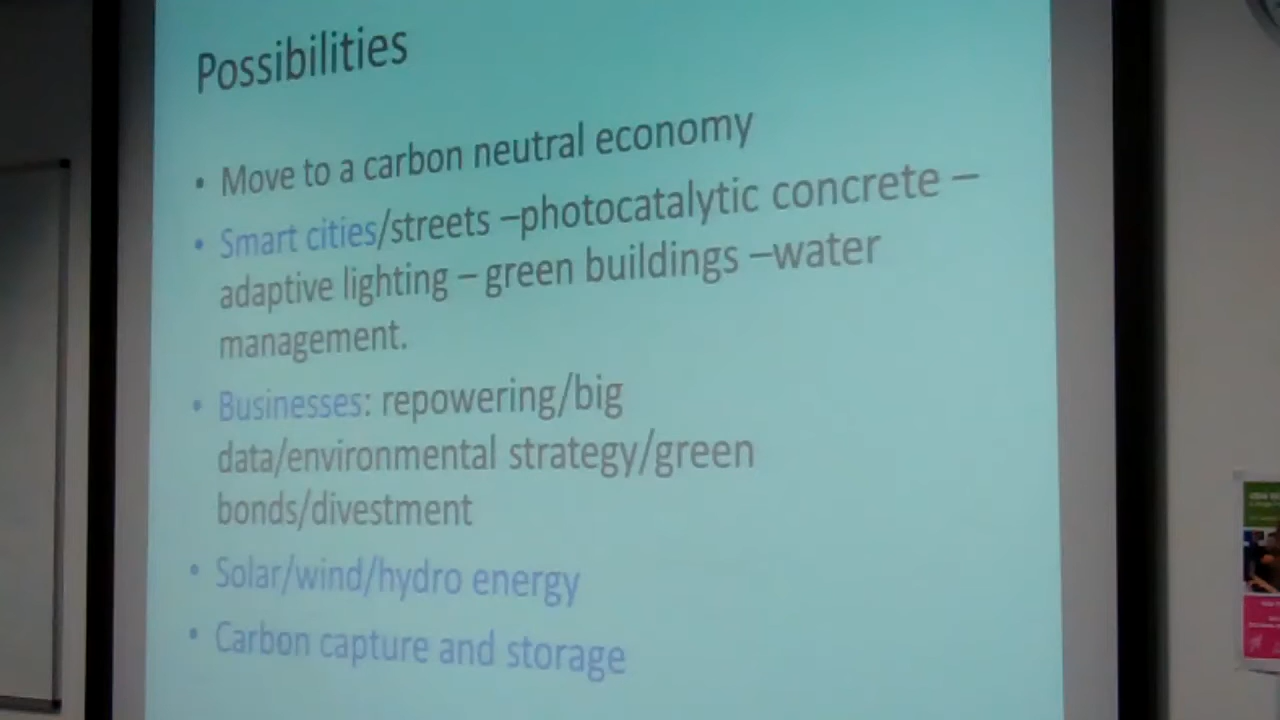 Possibilities
• Move to a carbon neutral economy
• Smart cities/streets –photocatalytic concrete –
adaptive lighting – green buildings –water
management.
• Businesses: repowering/big
data/environmental strategy/green
bonds/divestment
• Solar/wind/hydro energy
• Carbon capture and storage